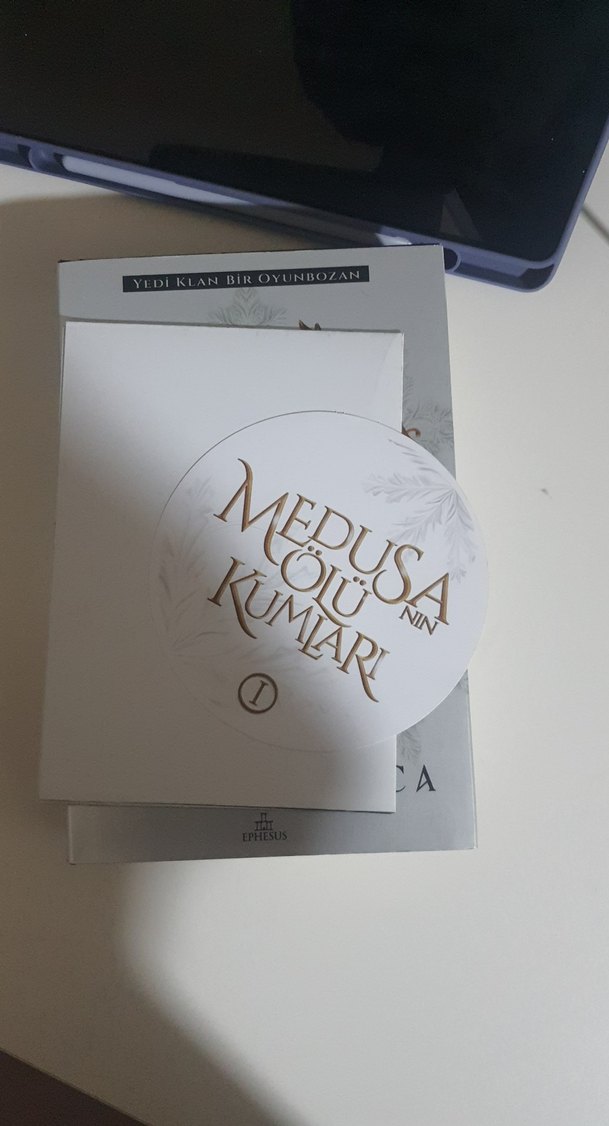 YEDİ KLAN BİR OYUNBOZAN
MEDUSA
NIN
ÖLÜ
KUMLARI
I
CA
EPHESUS